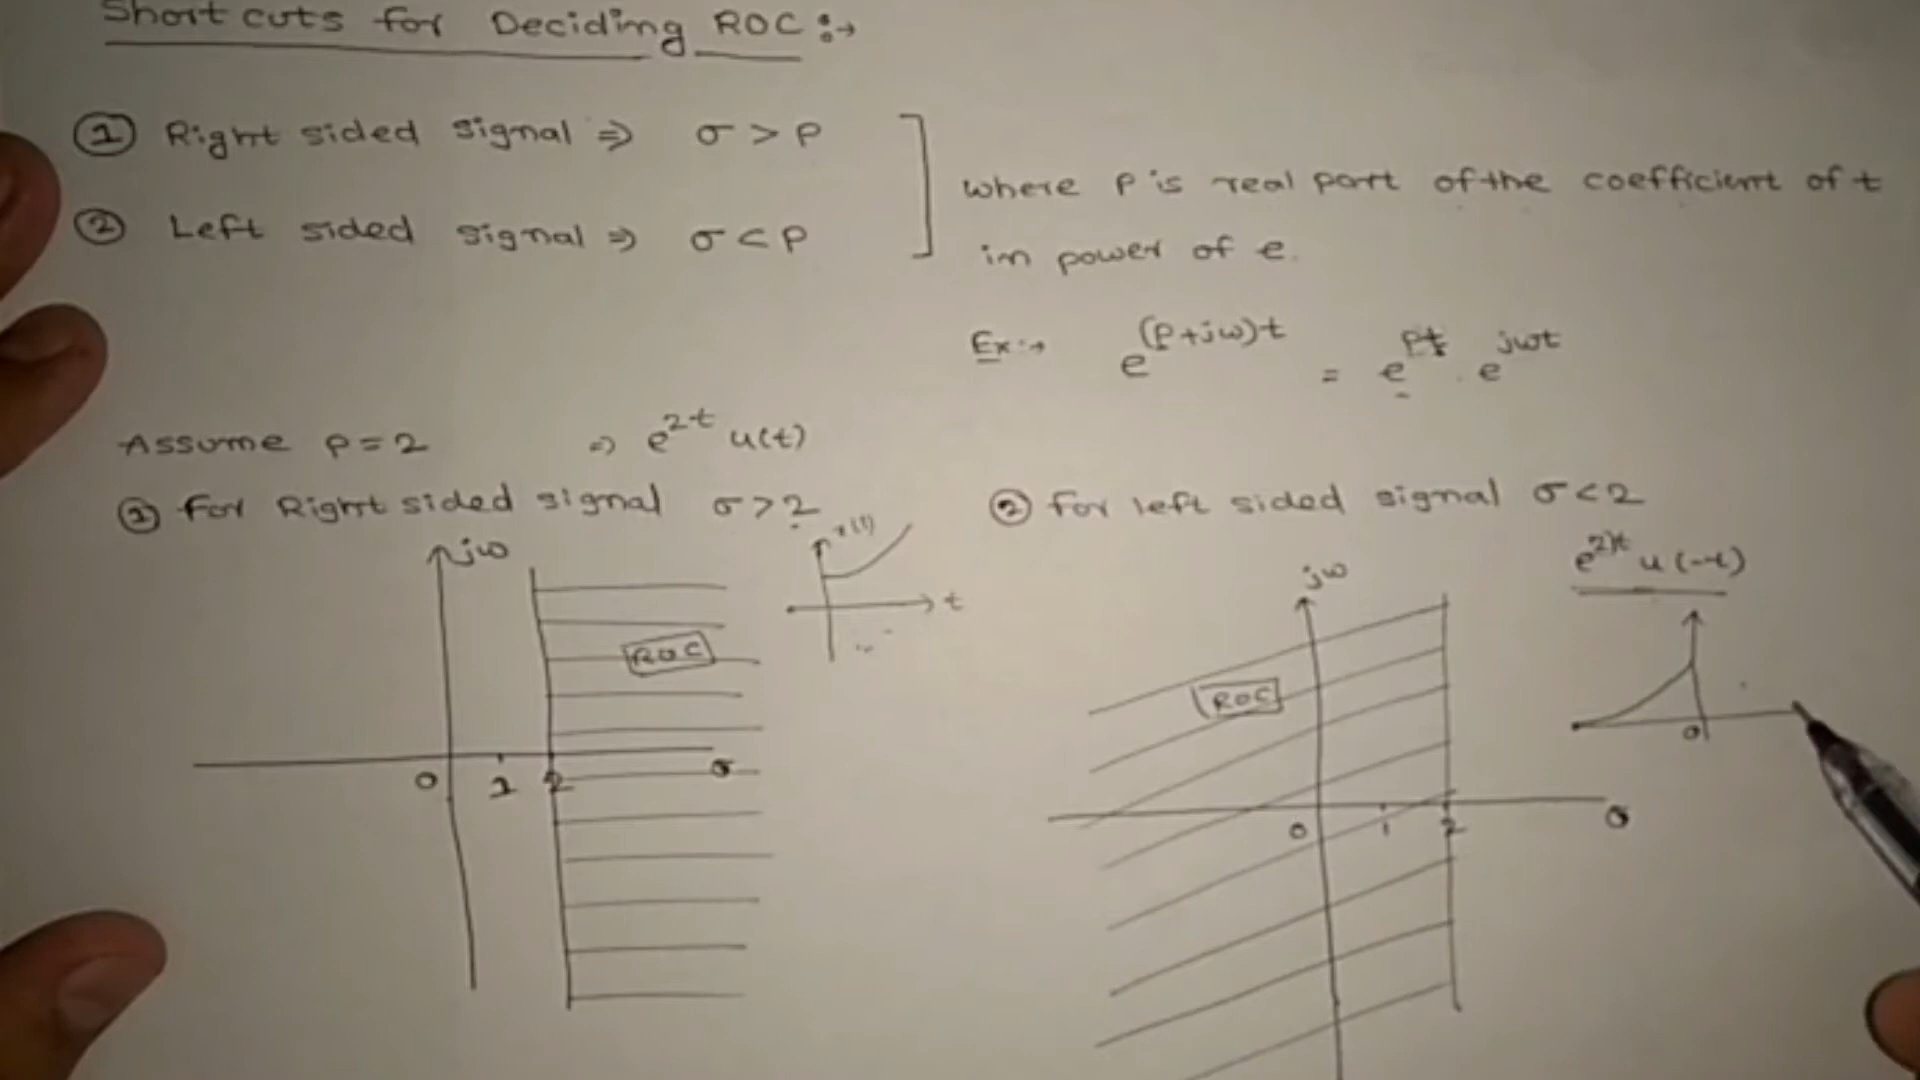 Shortcuts for Deciding ROC :→
① Right sided signal ⇒ σ > P
② Left sided signal ⇒ σ < P
where P is real part of the coefficient of t
in power of e.
Ex:→ e^(P+jω)t = e^Pt . e^jωt
Assume P = 2 ⇒ e^2t u(t)
① for Right sided signal σ > 2
x(t)
t
jω
ROC
0 1 2 σ
② for left sided signal σ < 2
e^2t u(-t)
0
jω
ROC
0 1 2 σ